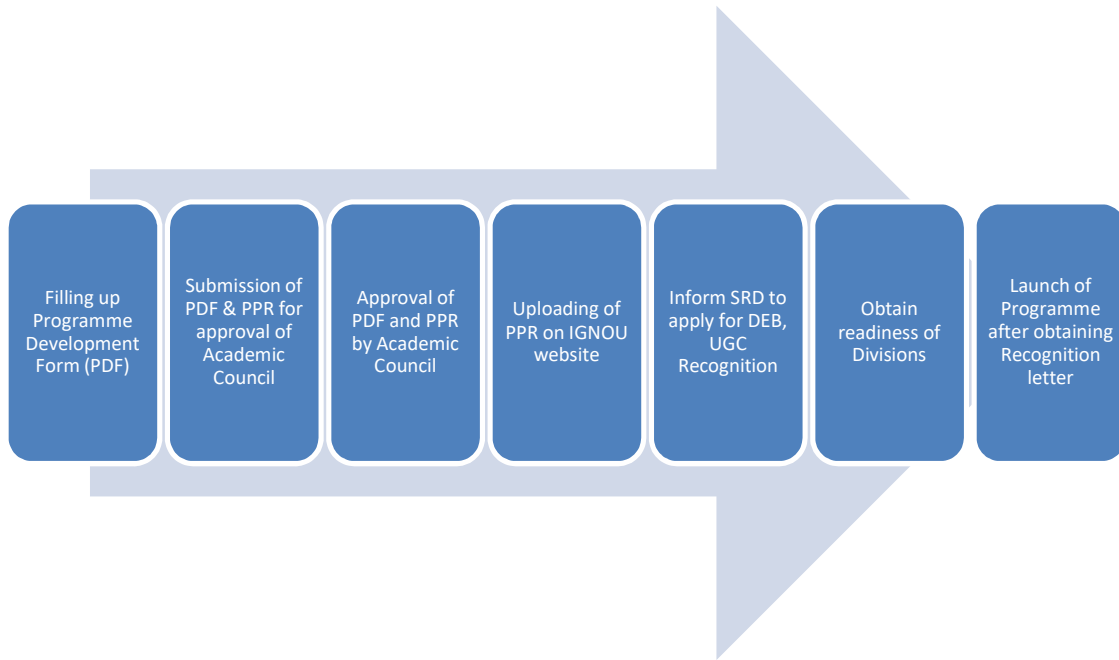 Filling up
Programme
Development
Form (PDF)
Submission of
PDF & PPR for
approval of
Academic
Council
Approval of
PDF and PPR
by Academic
Council
Uploading of
PPR on IGNOU
website
Inform SRD to
apply for DEB,
UGC
Recognition
Obtain
readiness of
Divisions
Launch of
Programme
after obtaining
Recognition
letter